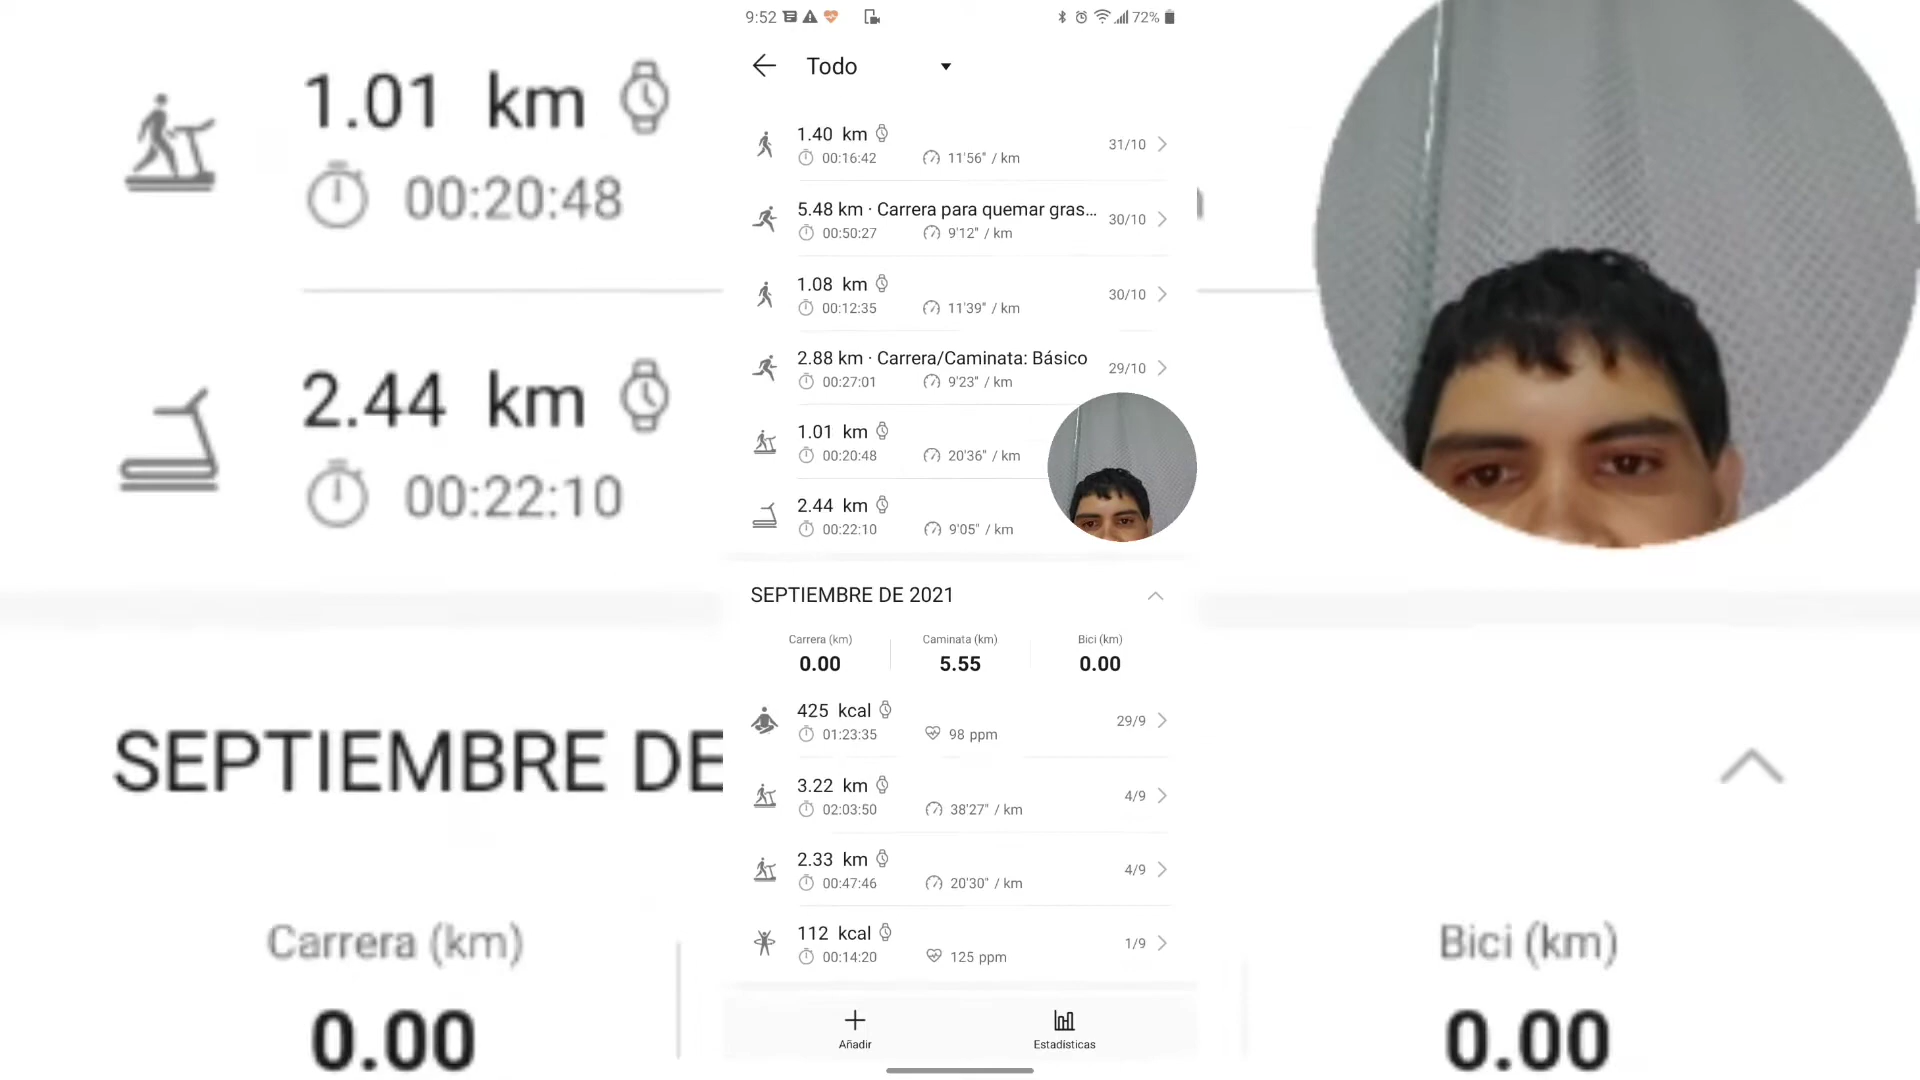 9:52
72%
Todo
1.40 km
00:16:42 11'56" / km
31/10
5.48 km · Carrera para quemar gras...
00:50:27 9'12" / km
30/10
1.08 km
00:12:35 11'39" / km
30/10
2.88 km · Carrera/Caminata: Básico
00:27:01 9'23" / km
29/10
1.01 km
00:20:48 20'36" / km
2.44 km
00:22:10 9'05" / km
SEPTIEMBRE DE 2021
Carrera (km) Caminata (km) Bici (km)
0.00 5.55 0.00
425 kcal
01:23:35 98 ppm
29/9
3.22 km
02:03:50 38'27" / km
4/9
2.33 km
00:47:46 20'30" / km
4/9
112 kcal
00:14:20 125 ppm
1/9
Añadir Estadísticas
1.01 km
00:20:48
2.44 km
00:22:10
SEPTIEMBRE DE
Carrera (km)
0.00
Bici (km)
0.00